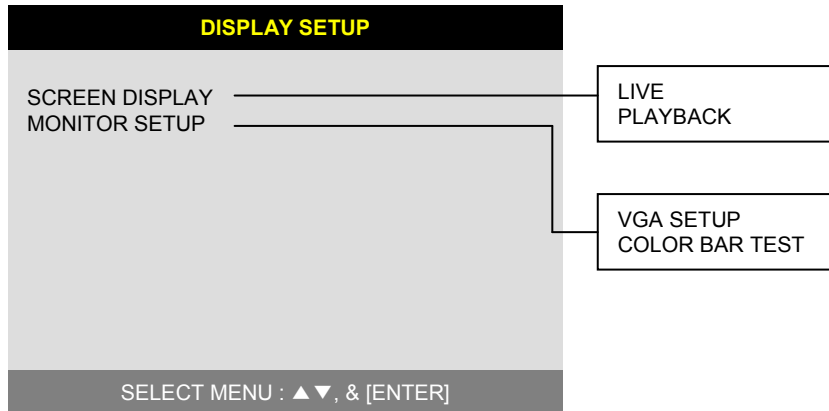 DISPLAY SETUP
SCREEN DISPLAY
MONITOR SETUP
LIVE
PLAYBACK
VGA SETUP
COLOR BAR TEST
SELECT MENU : ▲▼, & [ENTER]